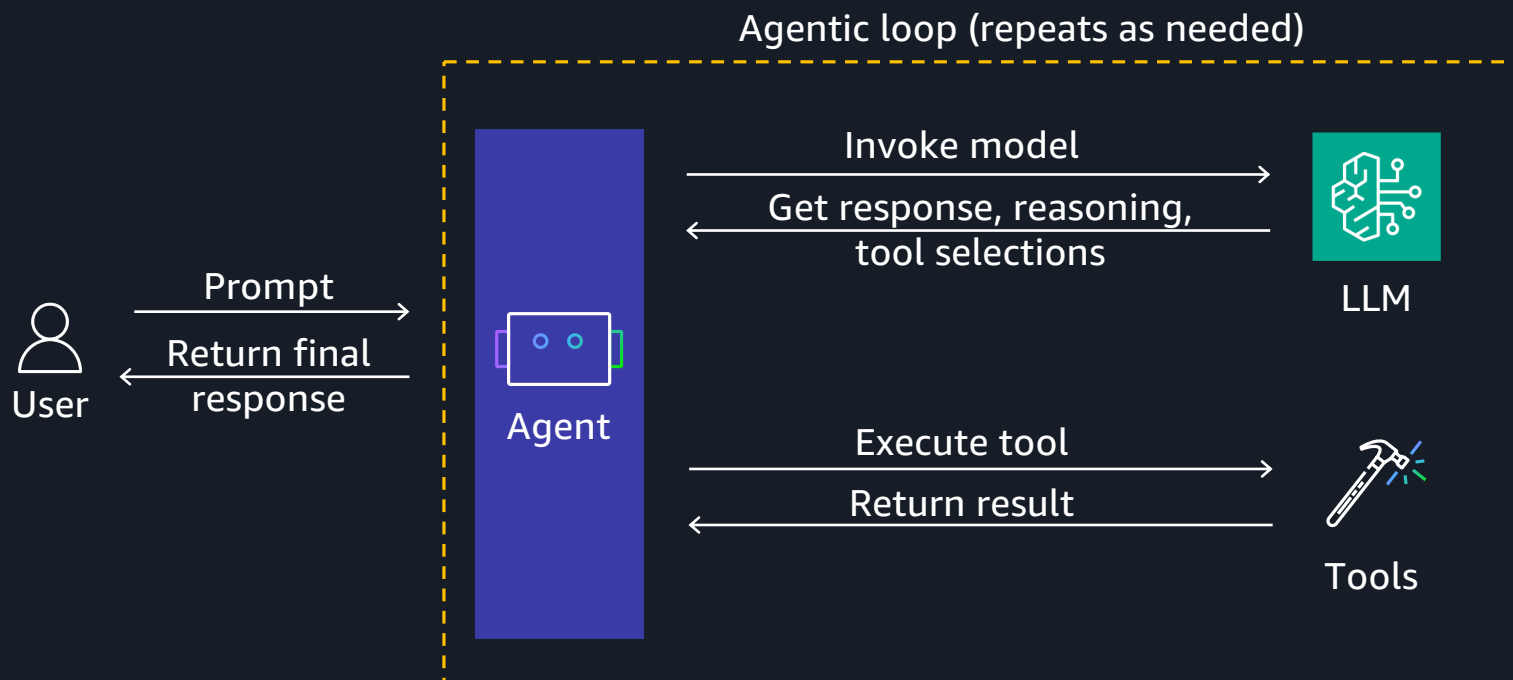 Agentic loop (repeats as needed)
Invoke model
Get response, reasoning,
tool selections
LLM
Prompt
Return final
response
User
Agent
Execute tool
Return result
Tools